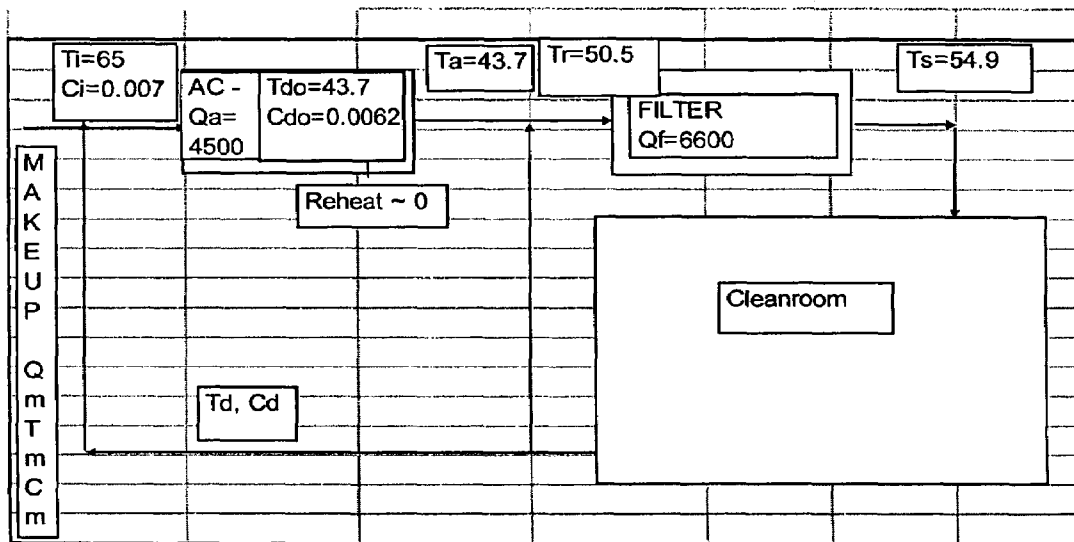 Ti=65
Ci=0.007
AC -
Qa=
4500
Tdo=43.7
Cdo=0.0062
Ta=43.7
Tr=50.5
Ts=54.9
FILTER
Qf=6600
Reheat ~ 0
M
A
K
E
U
P
Q
m
T
m
C
m
Cleanroom
Td, Cd